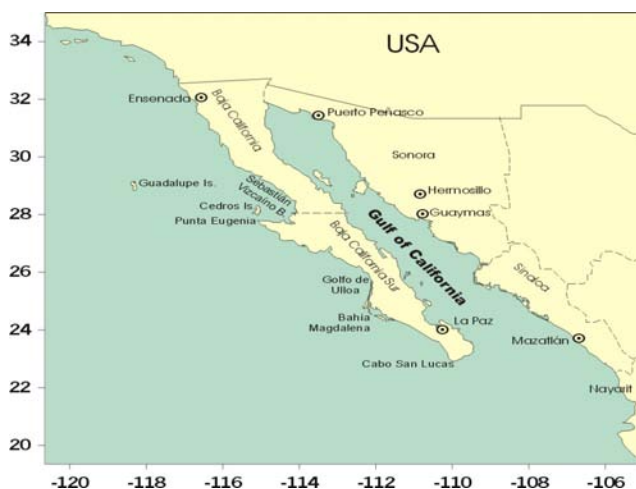 34
USA
32
Ensenada
Baja California
Puerto Peñasco
30
Sonora
Guadalupe Is.
Sebastián
Vizcaíno B.
Hermosillo
Cedros Is.
28
Guaymas
Punta Eugenia
Gulf of California
Baja California Sur
26
Golfo de
Ulloa
Sinaloa
24
Bahía
Magdalena
La Paz
Mazatlán
Cabo San Lucas
22
Nayarit
20
-120
-118
-116
-114
-112
-110
-108
-106